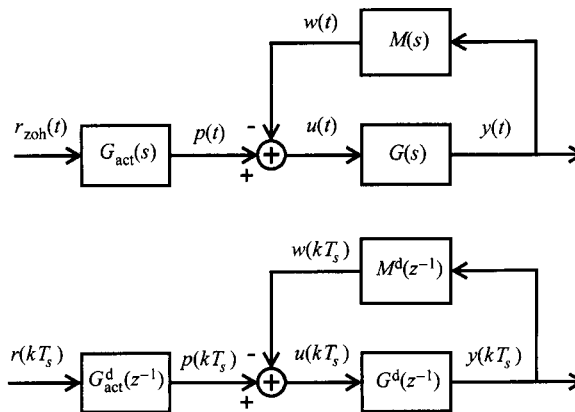 w(t)
M(s)
r_zoh(t)
G_act(s)
p(t)
-
+
+
u(t)
G(s)
y(t)
w(kT_s)
M^d(z^-1)
r(kT_s)
G^d_act(z^-1)
p(kT_s)
-
+
+
u(kT_s)
G^d(z^-1)
y(kT_s)